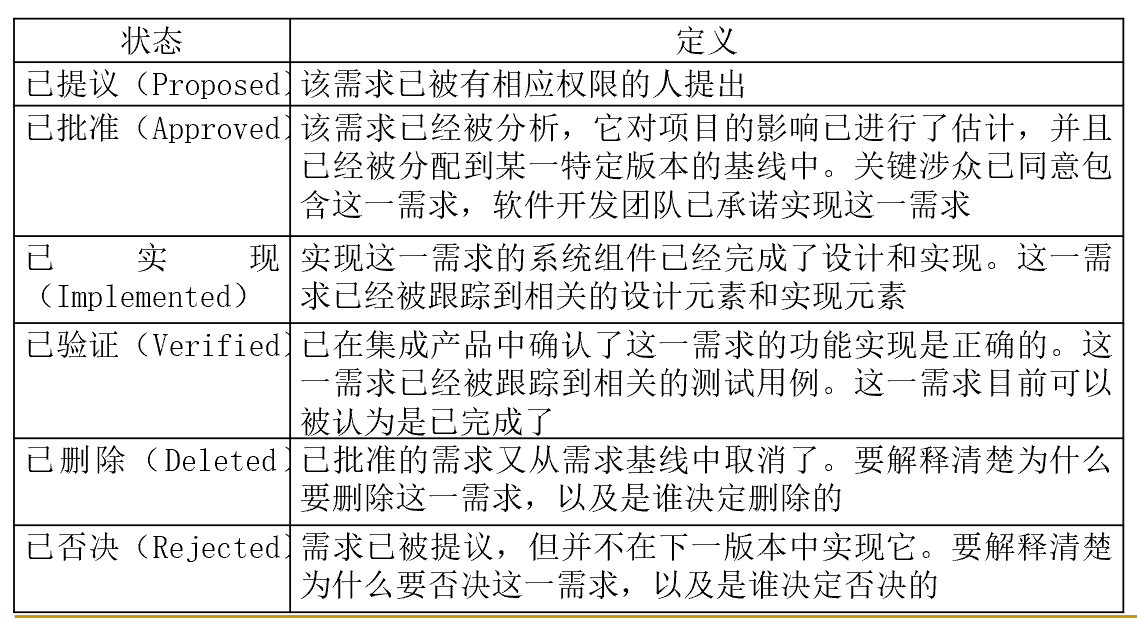 状态 定义
已提议（Proposed） 该需求已被有相应权限的人提出
已批准（Approved） 该需求已经被分析，它对项目的影响已进行了估计，并且
已经被分配到某一特定版本的基线中。关键涉众已同意包
含这一需求，软件开发团队已承诺实现这一需求
已实现 实现这一需求的系统组件已经完成了设计和实现。这一需
（Implemented） 求已经被跟踪到相关的设计元素和实现元素
已验证（Verified） 已在集成产品中确认了这一需求的功能实现是正确的。这
一需求已经被跟踪到相关的测试用例。这一需求目前可以
被认为是已完成了
已删除（Deleted） 已批准的需求又从需求基线中取消了。要解释清楚为什么
要删除这一需求，以及是谁决定删除的
已否决（Rejected） 需求已被提议，但并不在下一版本中实现它。要解释清楚
为什么要否决这一需求，以及是谁决定否决的